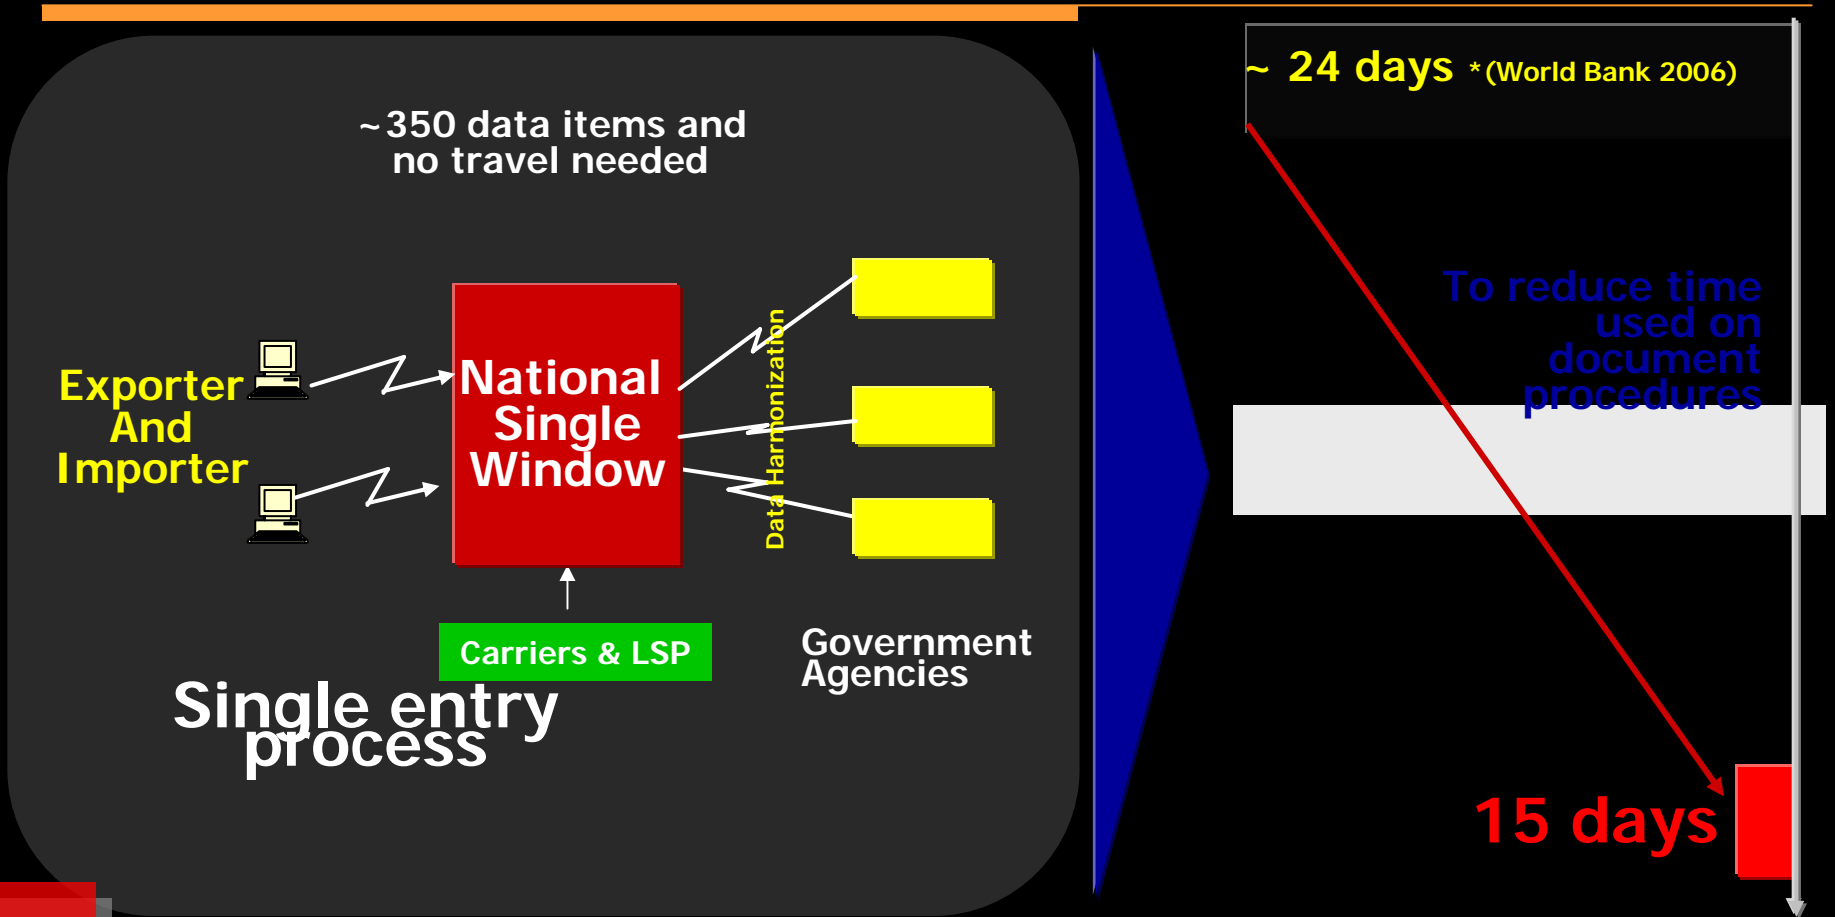 ~350 data items and
no travel needed
Exporter
And
Importer
National
Single
Window
Data Harmonization
Carriers & LSP
Government
Agencies
Single entry
process
~ 24 days *(World Bank 2006)
To reduce time
used on
document
procedures
15 days